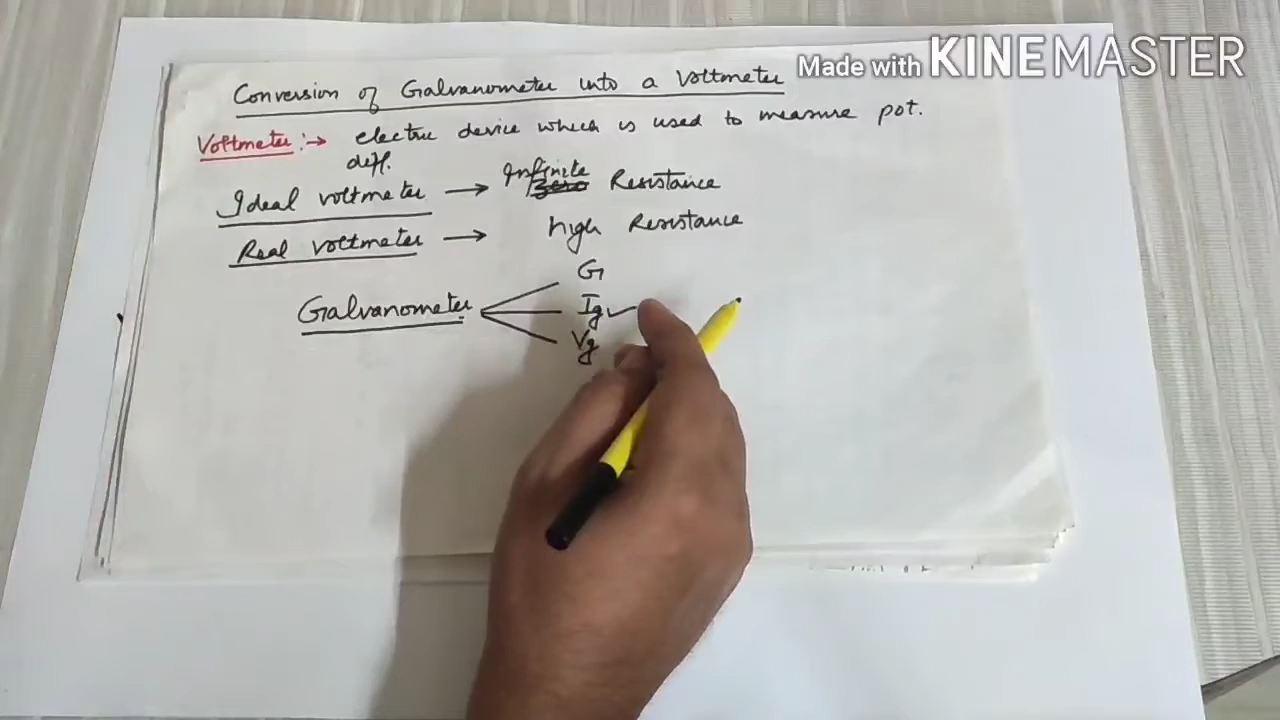 Made with KINEMASTER
Conversion of Galvanometer into a Voltmeter
Voltmeter :→ electric device which is used to measure pot.
diff.
Ideal voltmeter → Infinite Resistance
Real voltmeter → high Resistance
G
Galvanometer Ig ✓
Vg